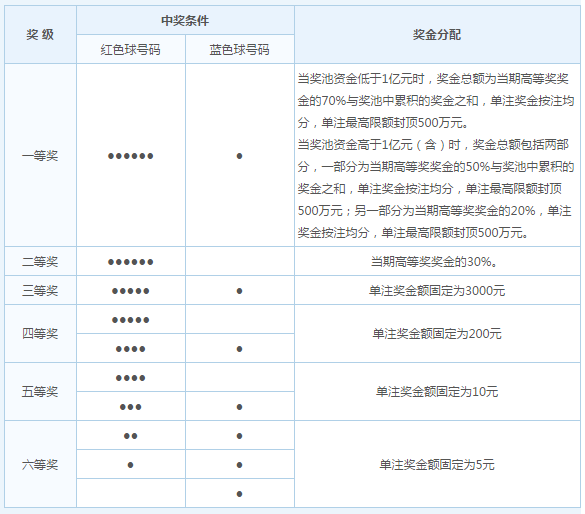 奖 级
中奖条件
奖金分配
红色球号码
蓝色球号码
一等奖
●●●●●●
●
当奖池资金低于1亿元时，奖金总额为当期高等奖奖
金的70%与奖池中累积的奖金之和，单注奖金按注均
分，单注最高限额封顶500万元。
当奖池资金高于1亿元（含）时，奖金总额包括两部
分，一部分为当期高等奖奖金的50%与奖池中累积的
奖金之和，单注奖金按注均分，单注最高限额封顶
500万元；另一部分为当期高等奖奖金的20%，单注
奖金按注均分，单注最高限额封顶500万元。
二等奖
●●●●●●
当期高等奖奖金的30%。
三等奖
●●●●●
●
单注奖金额固定为3000元
四等奖
●●●●●
●●●●
●
单注奖金额固定为200元
五等奖
●●●●
●●●
●
单注奖金额固定为10元
六等奖
●●
●
●
●
●
单注奖金额固定为5元